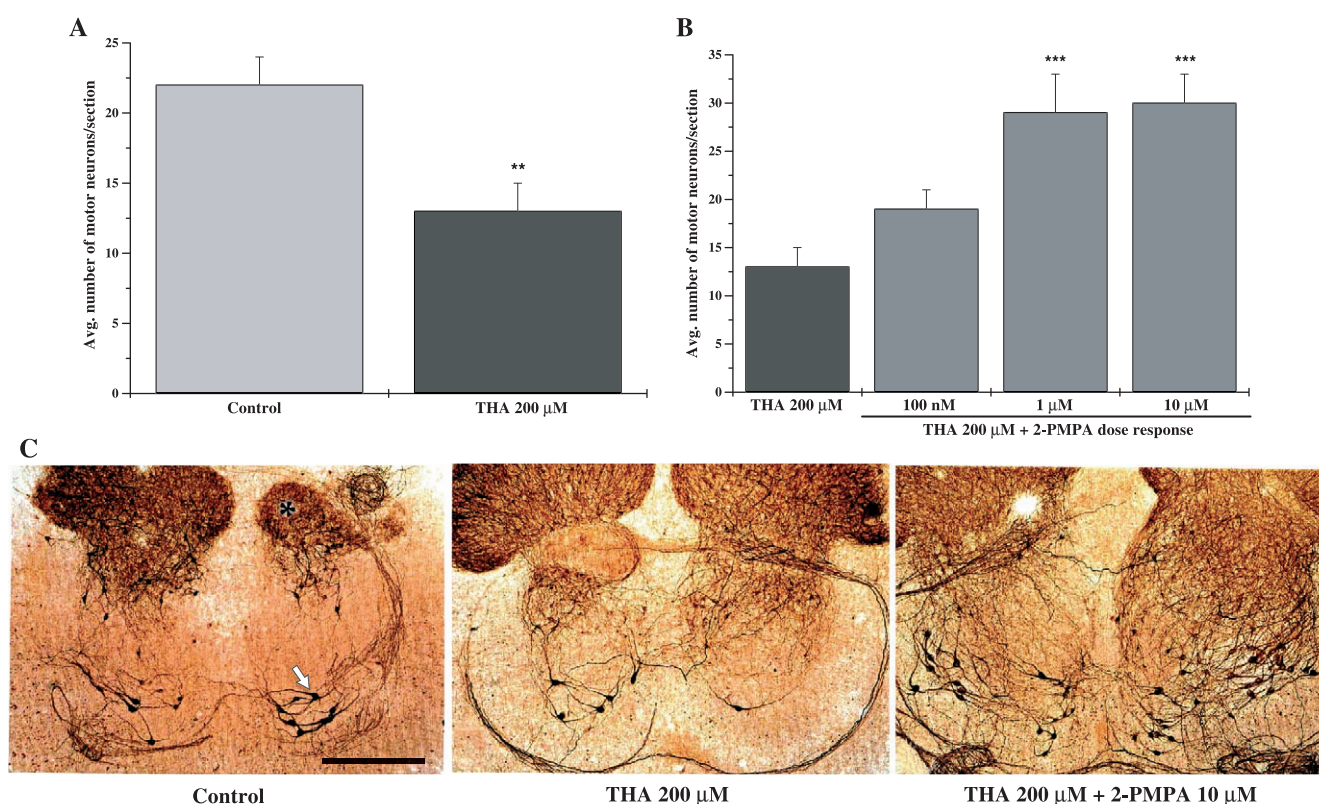 A
Avg. number of motor neurons/section
25
20
15
10
5
0
**
Control
THA 200 μM
B
Avg. number of motor neurons/section
35
30
25
20
15
10
5
0
***
***
THA 200 μM
100 nM
1 μM
10 μM
THA 200 μM + 2-PMPA dose response
C
*
Control
THA 200 μM
THA 200 μM + 2-PMPA 10 μM